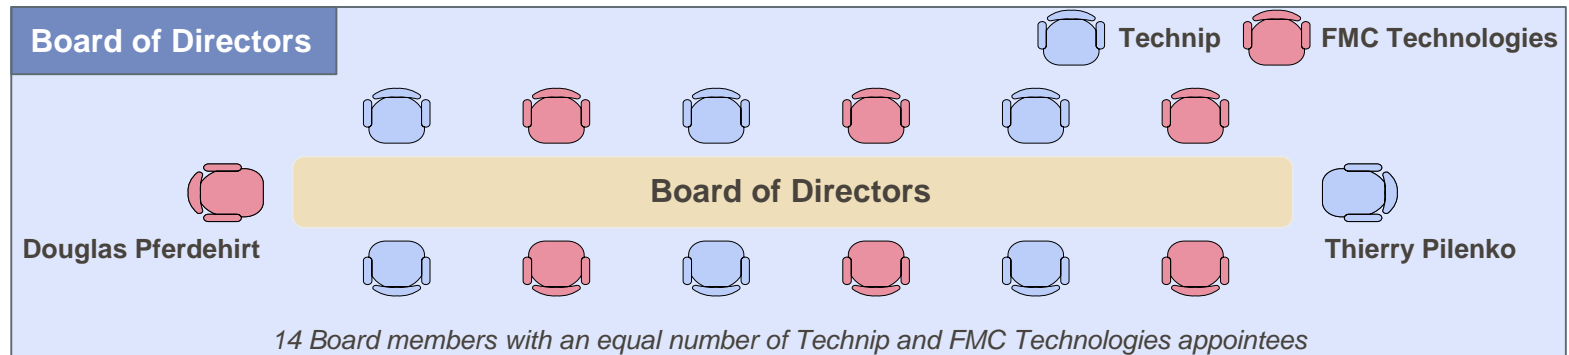 Board of Directors
Technip
FMC Technologies
Board of Directors
Douglas Pferdehirt
Thierry Pilenko
14 Board members with an equal number of Technip and FMC Technologies appointees